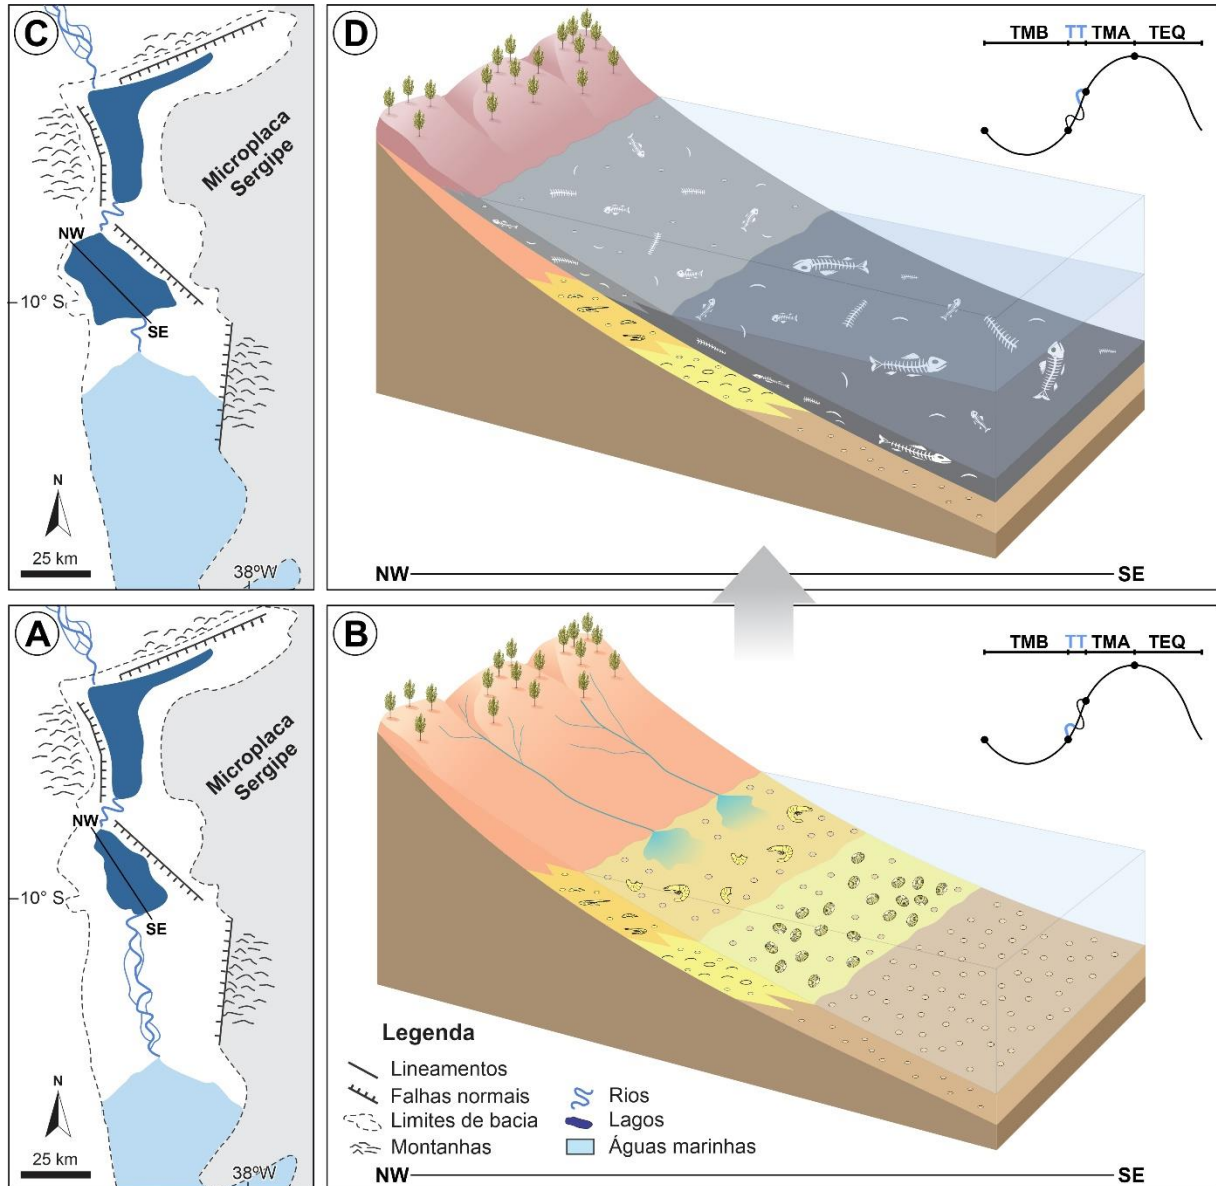 C
Microplaca
Sergipe
NW
10° S
SE
N
25 km
38ºW
D
TMB TT TMA TEQ
NW SE
A
Microplaca
Sergipe
NW
10° S
SE
N
25 km
38ºW
B
TMB TT TMA TEQ
Legenda
Lineamentos
Falhas normais
Limites de bacia
Montanhas
Rios
Lagos
Águas marinhas
NW SE